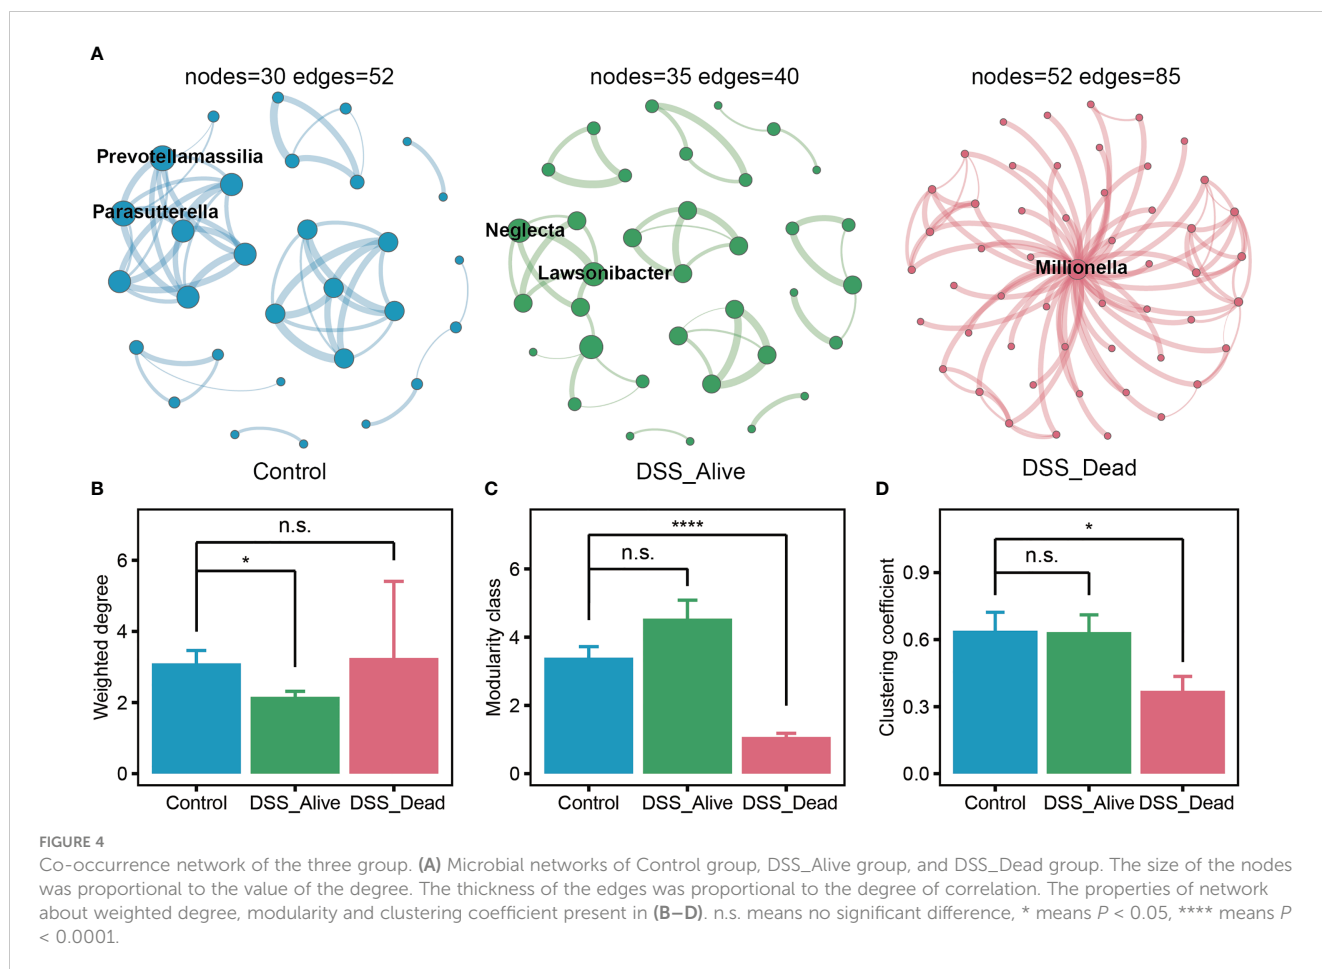 A
nodes=30 edges=52
nodes=35 edges=40
nodes=52 edges=85
Prevotellamassilia
Parasutterella
Neglecta
Lawsonibacter
Millionella
Control
DSS_Alive
DSS_Dead
B
Weighted degree
6
4
2
0
n.s.
*
Control
DSS_Alive
DSS_Dead
C
Modularity class
6
4
2
0
****
n.s.
Control
DSS_Alive
DSS_Dead
D
Clustering coefficient
0.9
0.6
0.3
0.0
*
n.s.
Control
DSS_Alive
DSS_Dead
FIGURE 4
Co-occurrence network of the three group. (A) Microbial networks of Control group, DSS_Alive group, and DSS_Dead group. The size of the nodes
was proportional to the value of the degree. The thickness of the edges was proportional to the degree of correlation. The properties of network
about weighted degree, modularity and clustering coefficient present in (B–D). n.s. means no significant difference, * means P < 0.05, **** means P
< 0.0001.